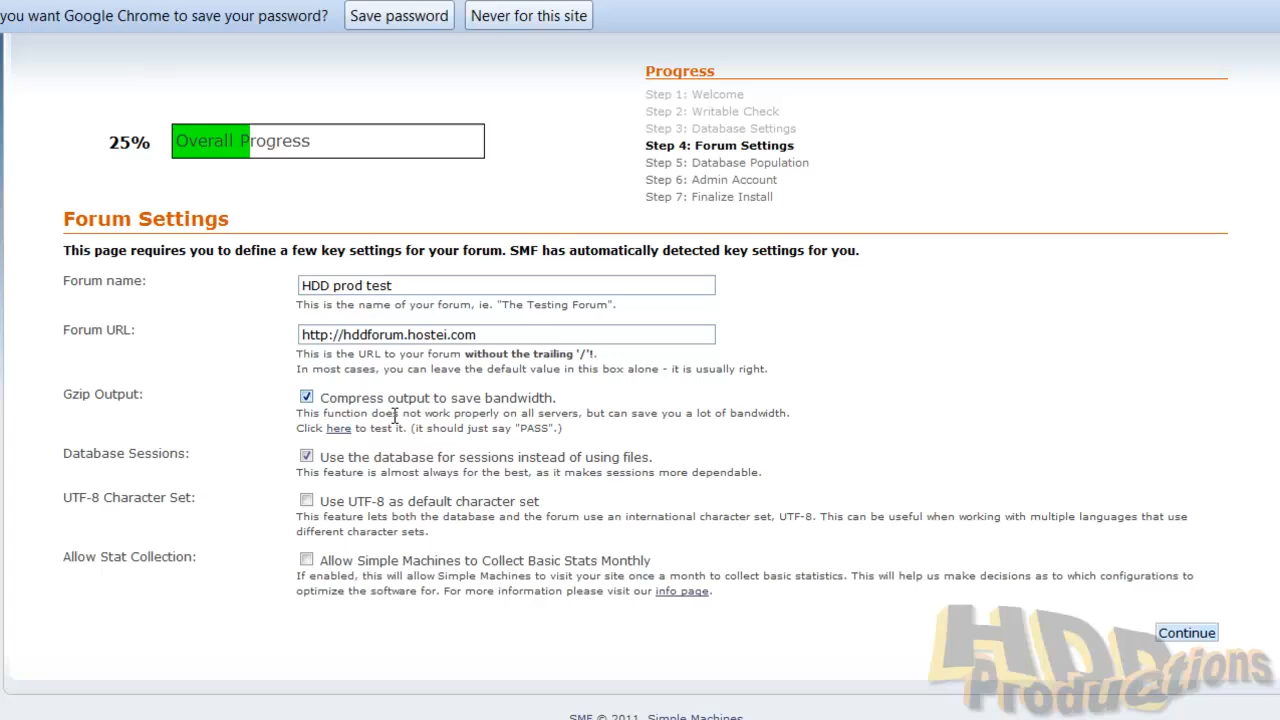 you want Google Chrome to save your password? Save password Never for this site
Progress
Step 1: Welcome
Step 2: Writable Check
Step 3: Database Settings
Step 4: Forum Settings
Step 5: Database Population
Step 6: Admin Account
Step 7: Finalize Install
25% Overall Progress
Forum Settings
This page requires you to define a few key settings for your forum. SMF has automatically detected key settings for you.
Forum name: HDD prod test
This is the name of your forum, ie. "The Testing Forum".
Forum URL: http://hddforum.hostei.com
This is the URL to your forum without the trailing '/'!.
In most cases, you can leave the default value in this box alone - it is usually right.
Gzip Output: Compress output to save bandwidth.
This function does not work properly on all servers, but can save you a lot of bandwidth.
Click here to test it. (it should just say "PASS".)
Database Sessions: Use the database for sessions instead of using files.
This feature is almost always for the best, as it makes sessions more dependable.
UTF-8 Character Set: Use UTF-8 as default character set
This feature lets both the database and the forum use an international character set, UTF-8. This can be useful when working with multiple languages that use
different character sets.
Allow Stat Collection: Allow Simple Machines to Collect Basic Stats Monthly
If enabled, this will allow Simple Machines to visit your site once a month to collect basic statistics. This will help us make decisions as to which configurations to
optimize the software for. For more information please visit our info page.
Continue
HDD
Productions
SMF © 2011, Simple Machines